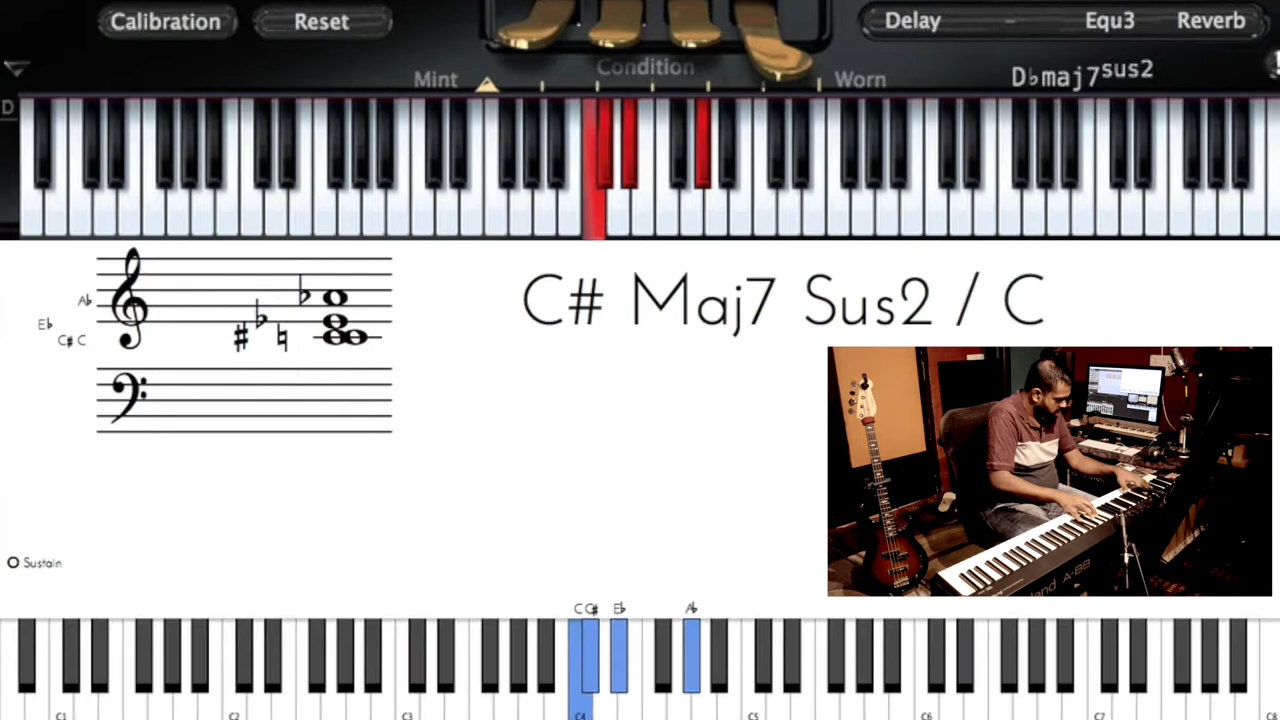 Calibration Reset Delay - Equ3 Reverb
Mint Condition Worn D♭maj7sus2
D
C# Maj7 Sus2 / C
A♭
E♭
C# C
Sustain
C C# E♭ A♭
C1 C2 C3 C4 C5 C6 C7 C8